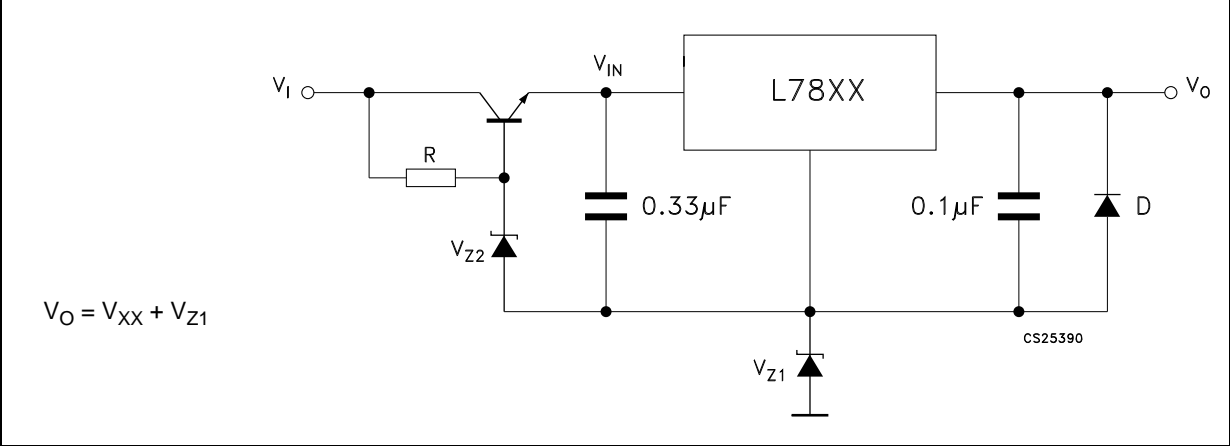 V_IN
V_I
L78XX
V_O
R
0.33µF
0.1µF
D
V_Z2
V_O = V_XX + V_Z1
CS25390
V_Z1